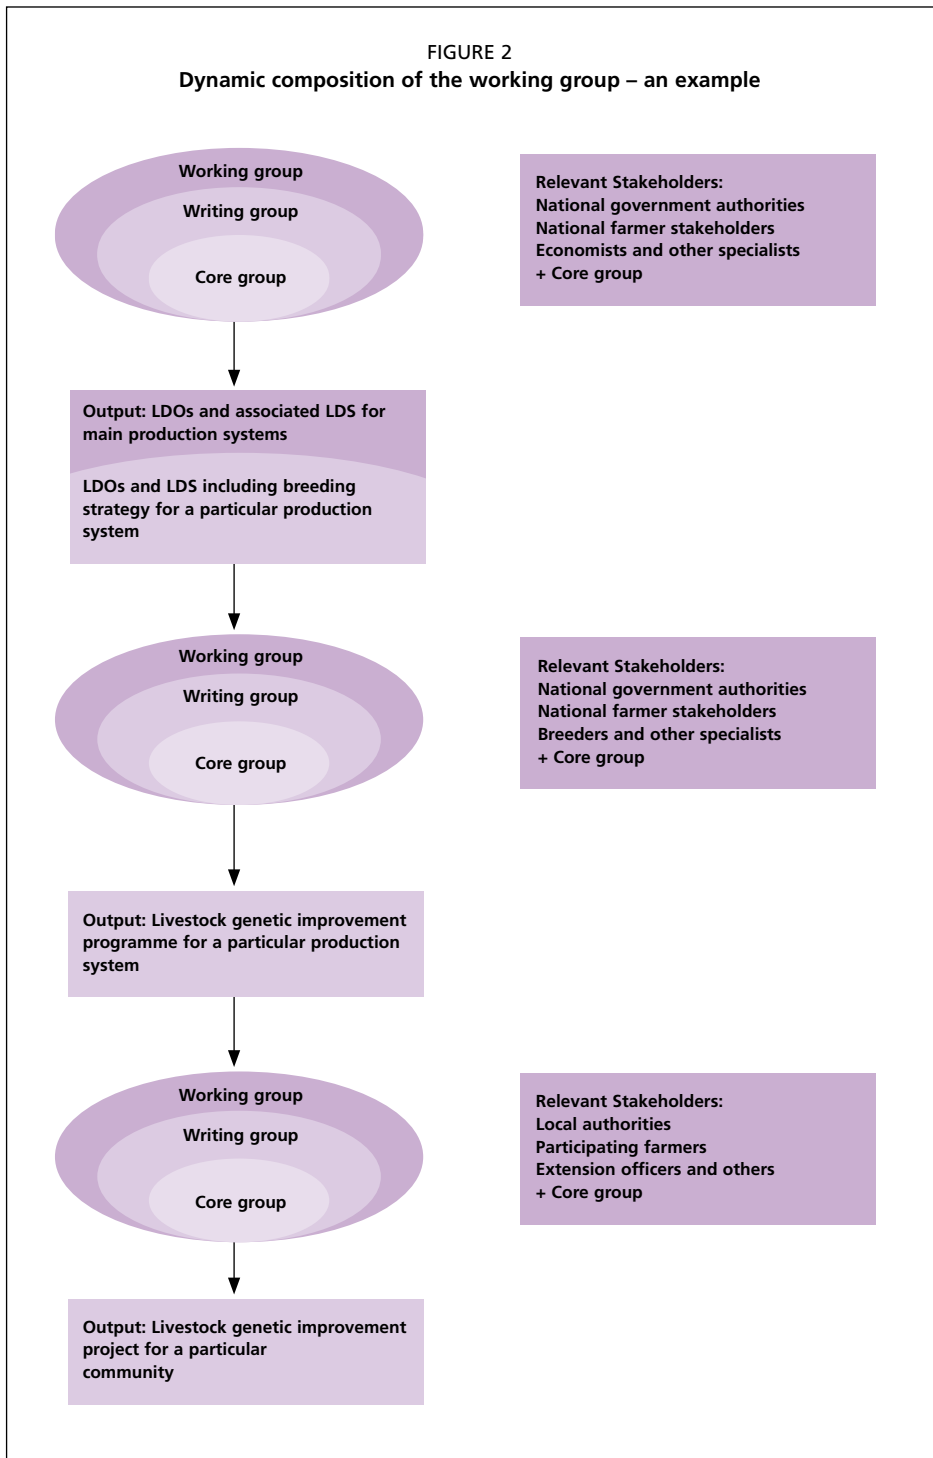 FIGURE 2
Dynamic composition of the working group – an example
Working group
Writing group
Core group
Relevant Stakeholders:
National government authorities
National farmer stakeholders
Economists and other specialists
+ Core group
Output: LDOs and associated LDS for
main production systems
LDOs and LDS including breeding
strategy for a particular production
system
Working group
Writing group
Core group
Relevant Stakeholders:
National government authorities
National farmer stakeholders
Breeders and other specialists
+ Core group
Output: Livestock genetic improvement
programme for a particular production
system
Working group
Writing group
Core group
Relevant Stakeholders:
Local authorities
Participating farmers
Extension officers and others
+ Core group
Output: Livestock genetic improvement
project for a particular
community